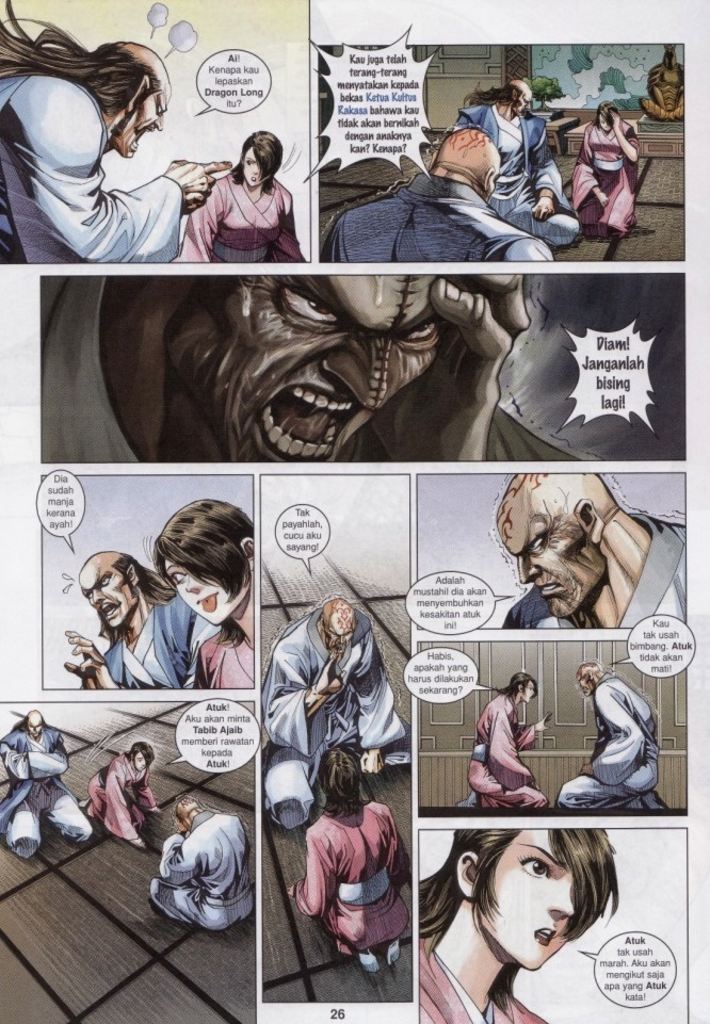 Ai!
Kenapa kau
lepaskan
Dragon Long
itu?
Kau juga telah
terang-terang
menyatakan kepada
bekas Ketua Kultus
Raksasa bahawa kau
tidak akan bernikah
dengan anaknya
kan? Kenapa?
Diam!
Janganlah
bising
lagi!
Dia
sudah
manja
kerana
ayah!
Tak
payahlah,
cucu aku
sayang!
Adalah
mustahil dia akan
menyembuhkan
kesakitan atuk
ini!
Habis,
apakah yang
harus dilakukan
sekarang?
Kau
tak usah
bimbang. Atuk
tidak akan
mati!
Atuk!
Aku akan minta
Tabib Ajaib
memberi rawatan
kepada
Atuk!
Atuk
tak usah
marah. Aku akan
mengikut saja
apa yang Atuk
kata!
26